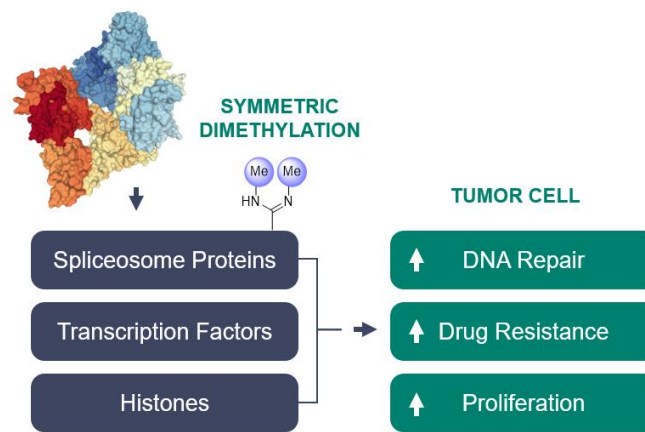 SYMMETRIC
DIMETHYLATION
Me Me
HN N
TUMOR CELL
Spliceosome Proteins
Transcription Factors
Histones
DNA Repair
Drug Resistance
Proliferation